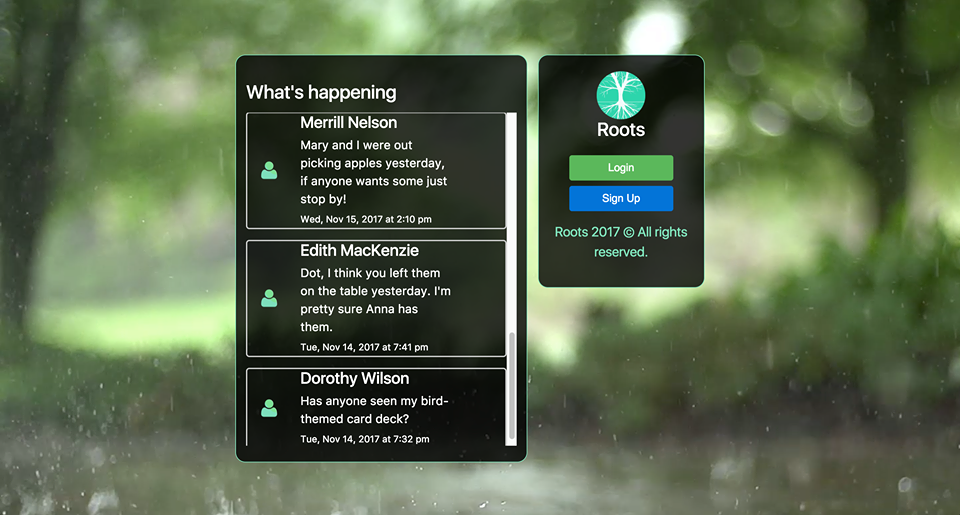 What's happening
Merrill Nelson
Mary and I were out
picking apples yesterday,
if anyone wants some just
stop by!
Wed, Nov 15, 2017 at 2:10 pm
Edith MacKenzie
Dot, I think you left them
on the table yesterday. I'm
pretty sure Anna has
them.
Tue, Nov 14, 2017 at 7:41 pm
Dorothy Wilson
Has anyone seen my bird-
themed card deck?
Tue, Nov 14, 2017 at 7:32 pm
Roots
Login
Sign Up
Roots 2017 © All rights
reserved.